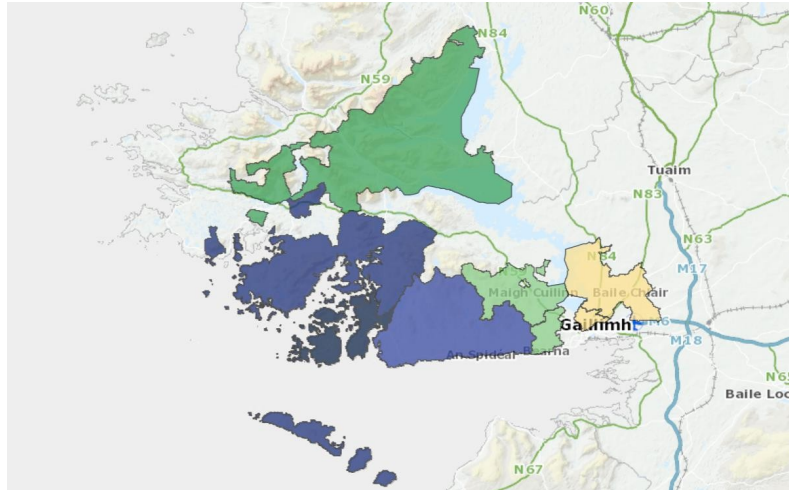 N60
N84
N59
Tuaim
N83
N63
N84
M17
N59
Maigh Cuilinn
Baile Chláir
Gaillimh
M6
M18
An Spidéal
Bearna
N65
Baile Loc
N67